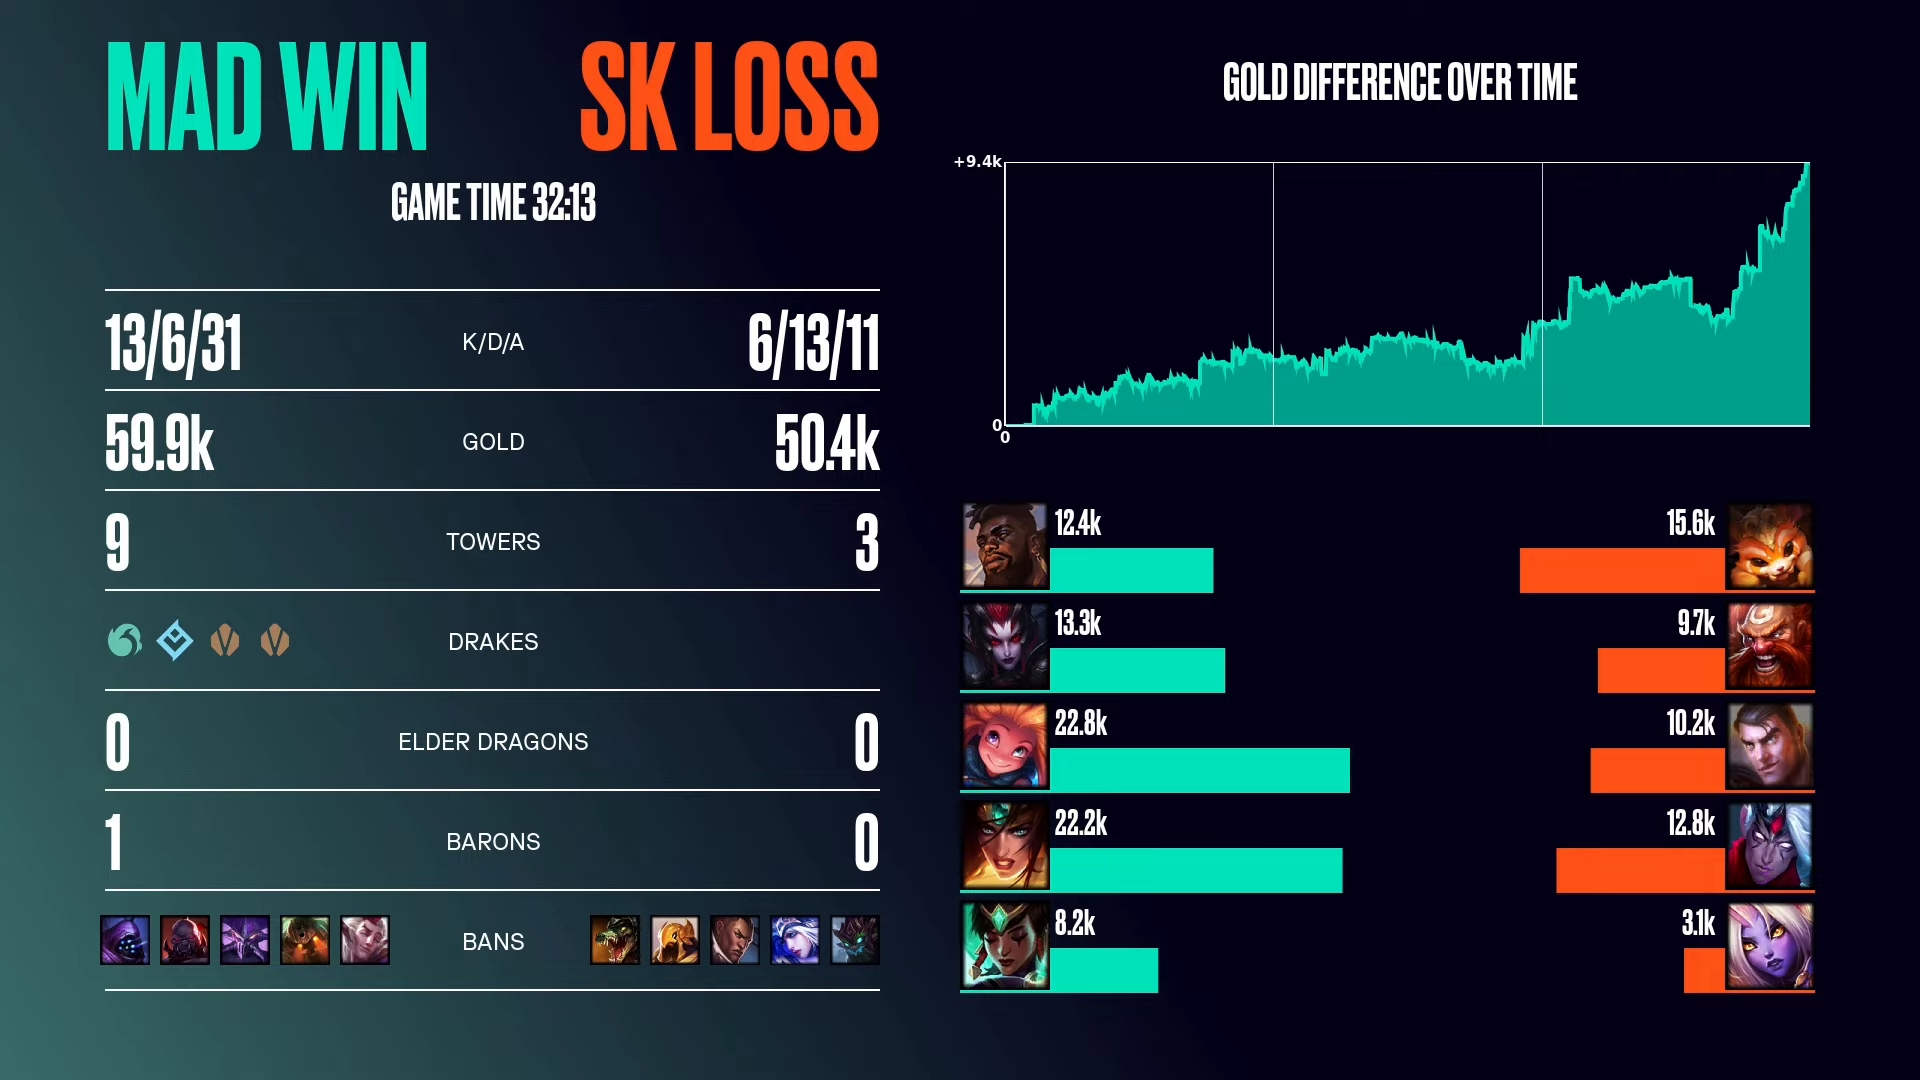 MAD WIN
SK LOSS
GAME TIME 32:13
13/6/31 K/D/A 6/13/11
59.9k GOLD 50.4k
9 TOWERS 3
DRAKES
0 ELDER DRAGONS 0
1 BARONS 0
BANS
GOLD DIFFERENCE OVER TIME
+9.4k
0
0
12.4k 15.6k
13.3k 9.7k
22.8k 10.2k
22.2k 12.8k
8.2k 3.1k